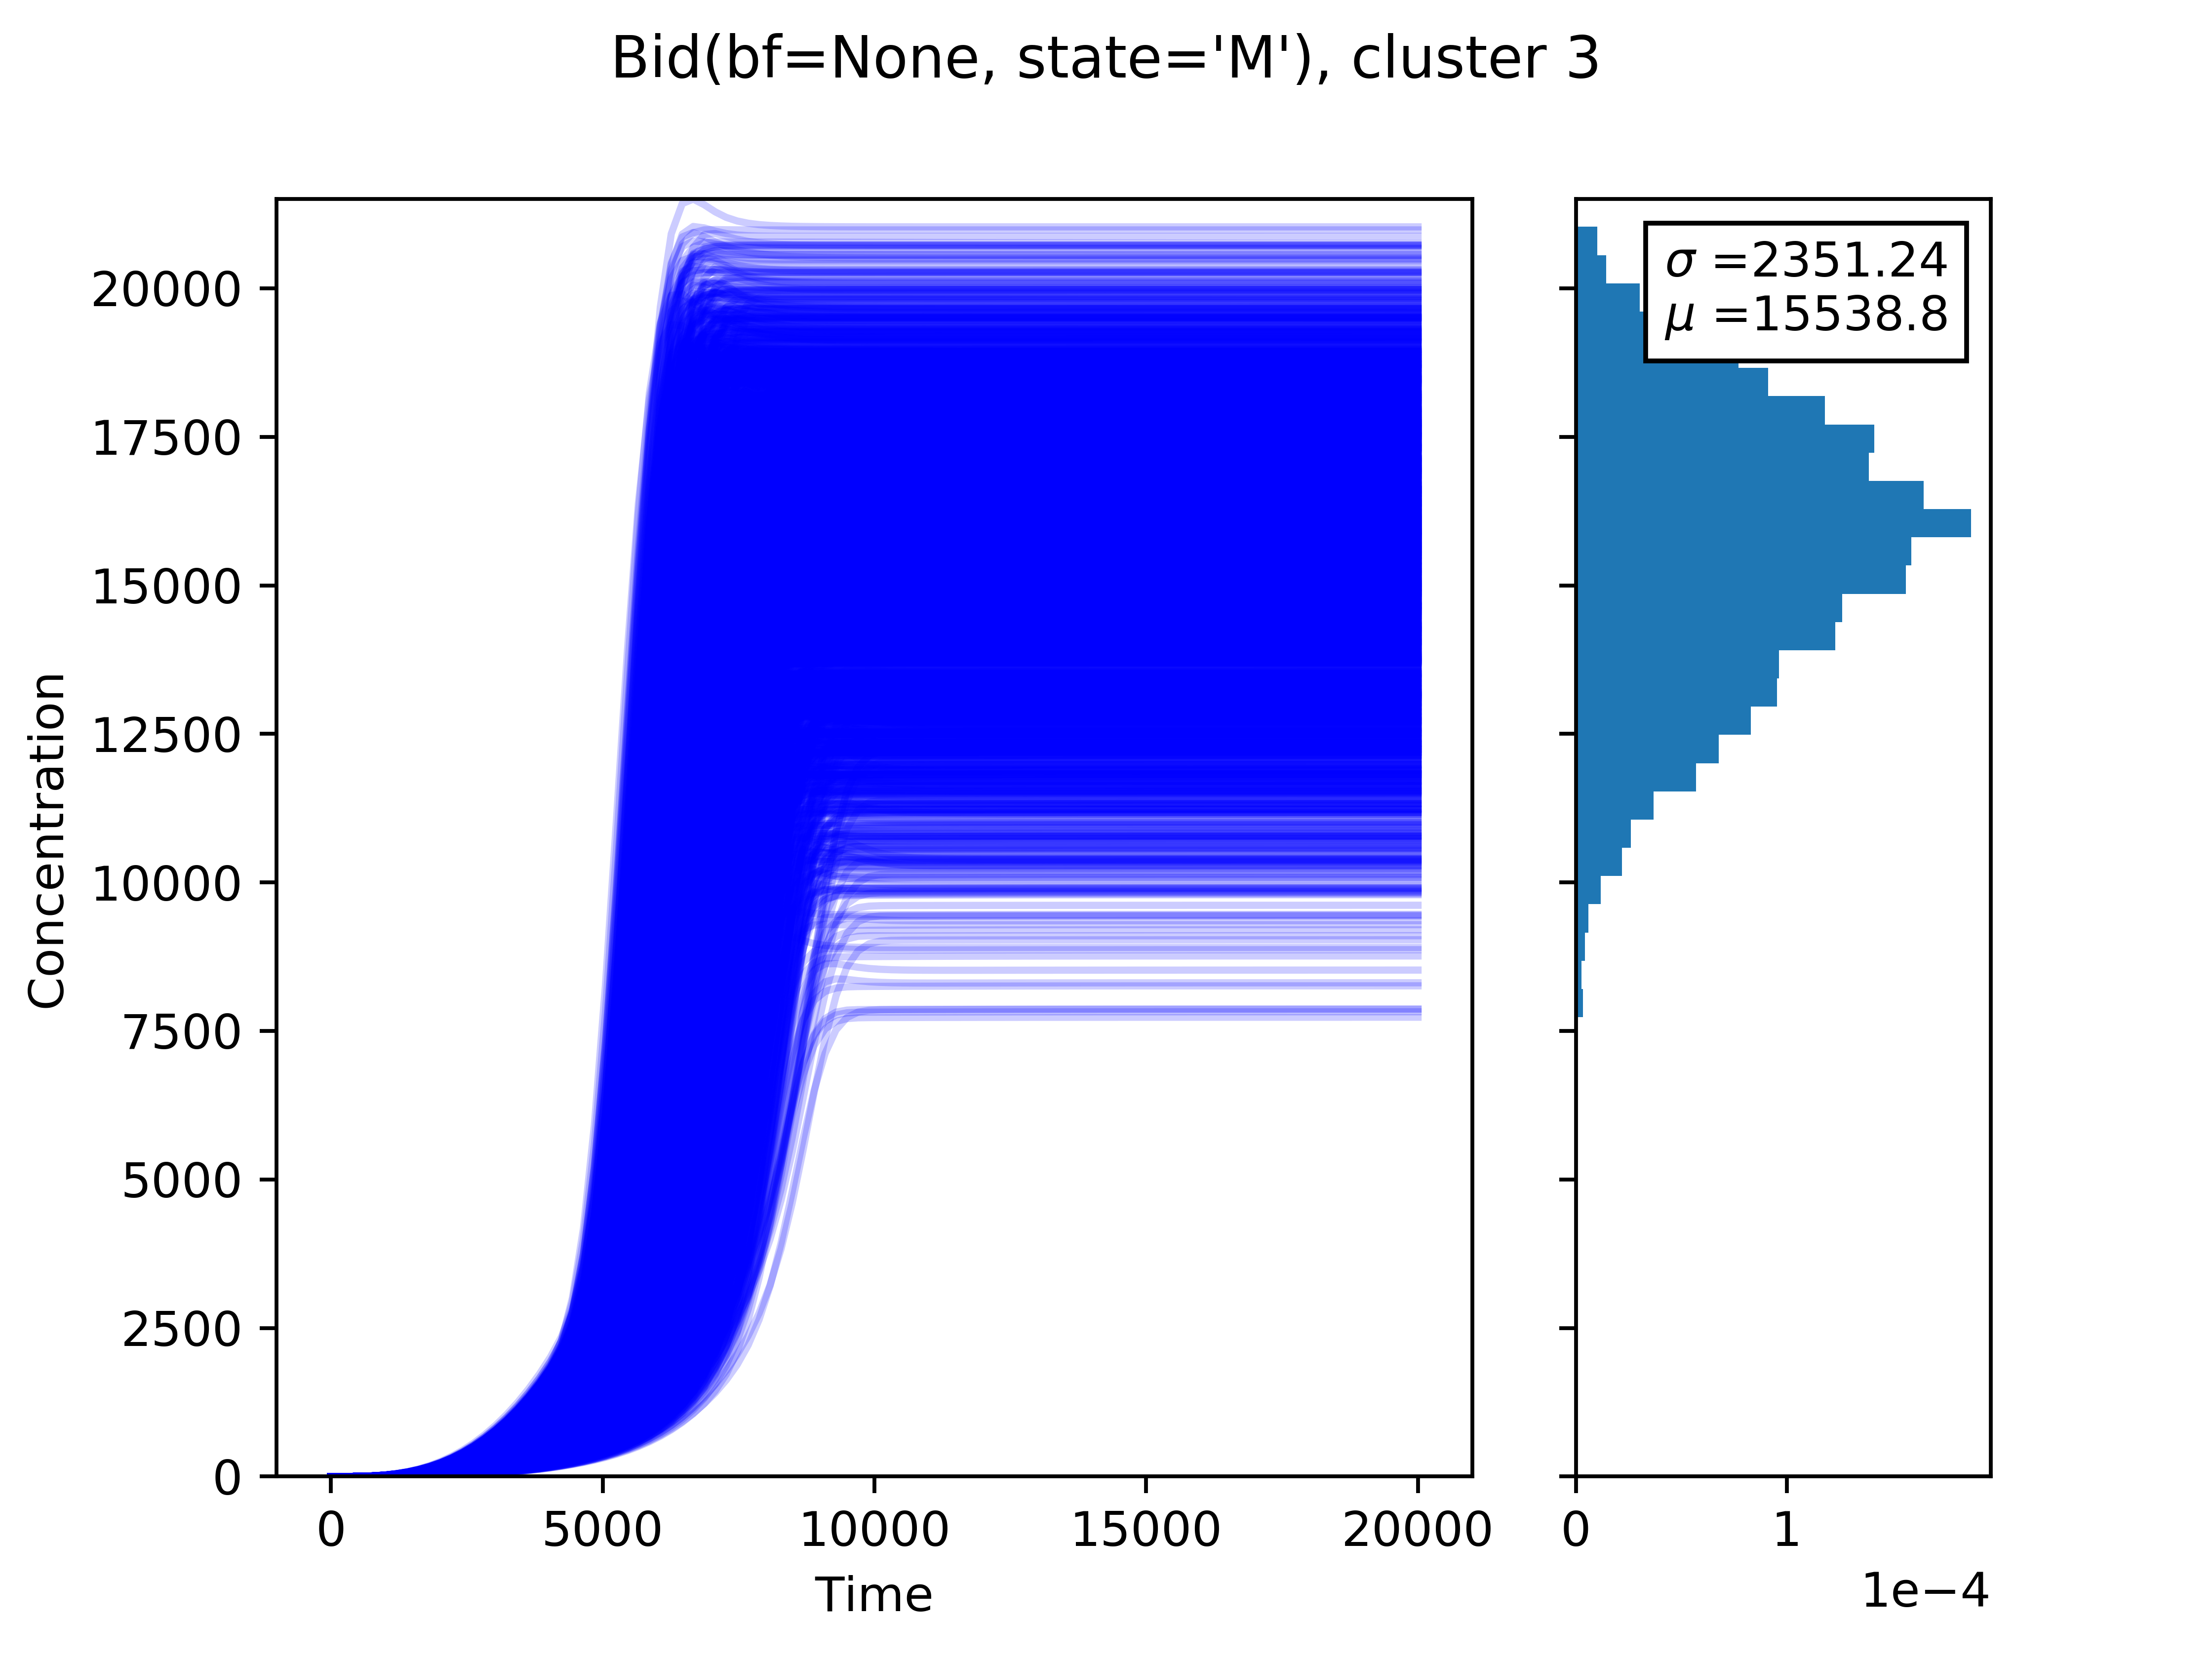 Bid(bf=None, state='M'), cluster 3
σ =2351.24
μ =15538.8
Concentration
20000
17500
15000
12500
10000
7500
5000
2500
0
0 5000 10000 15000 20000
Time
0 1
1e−4